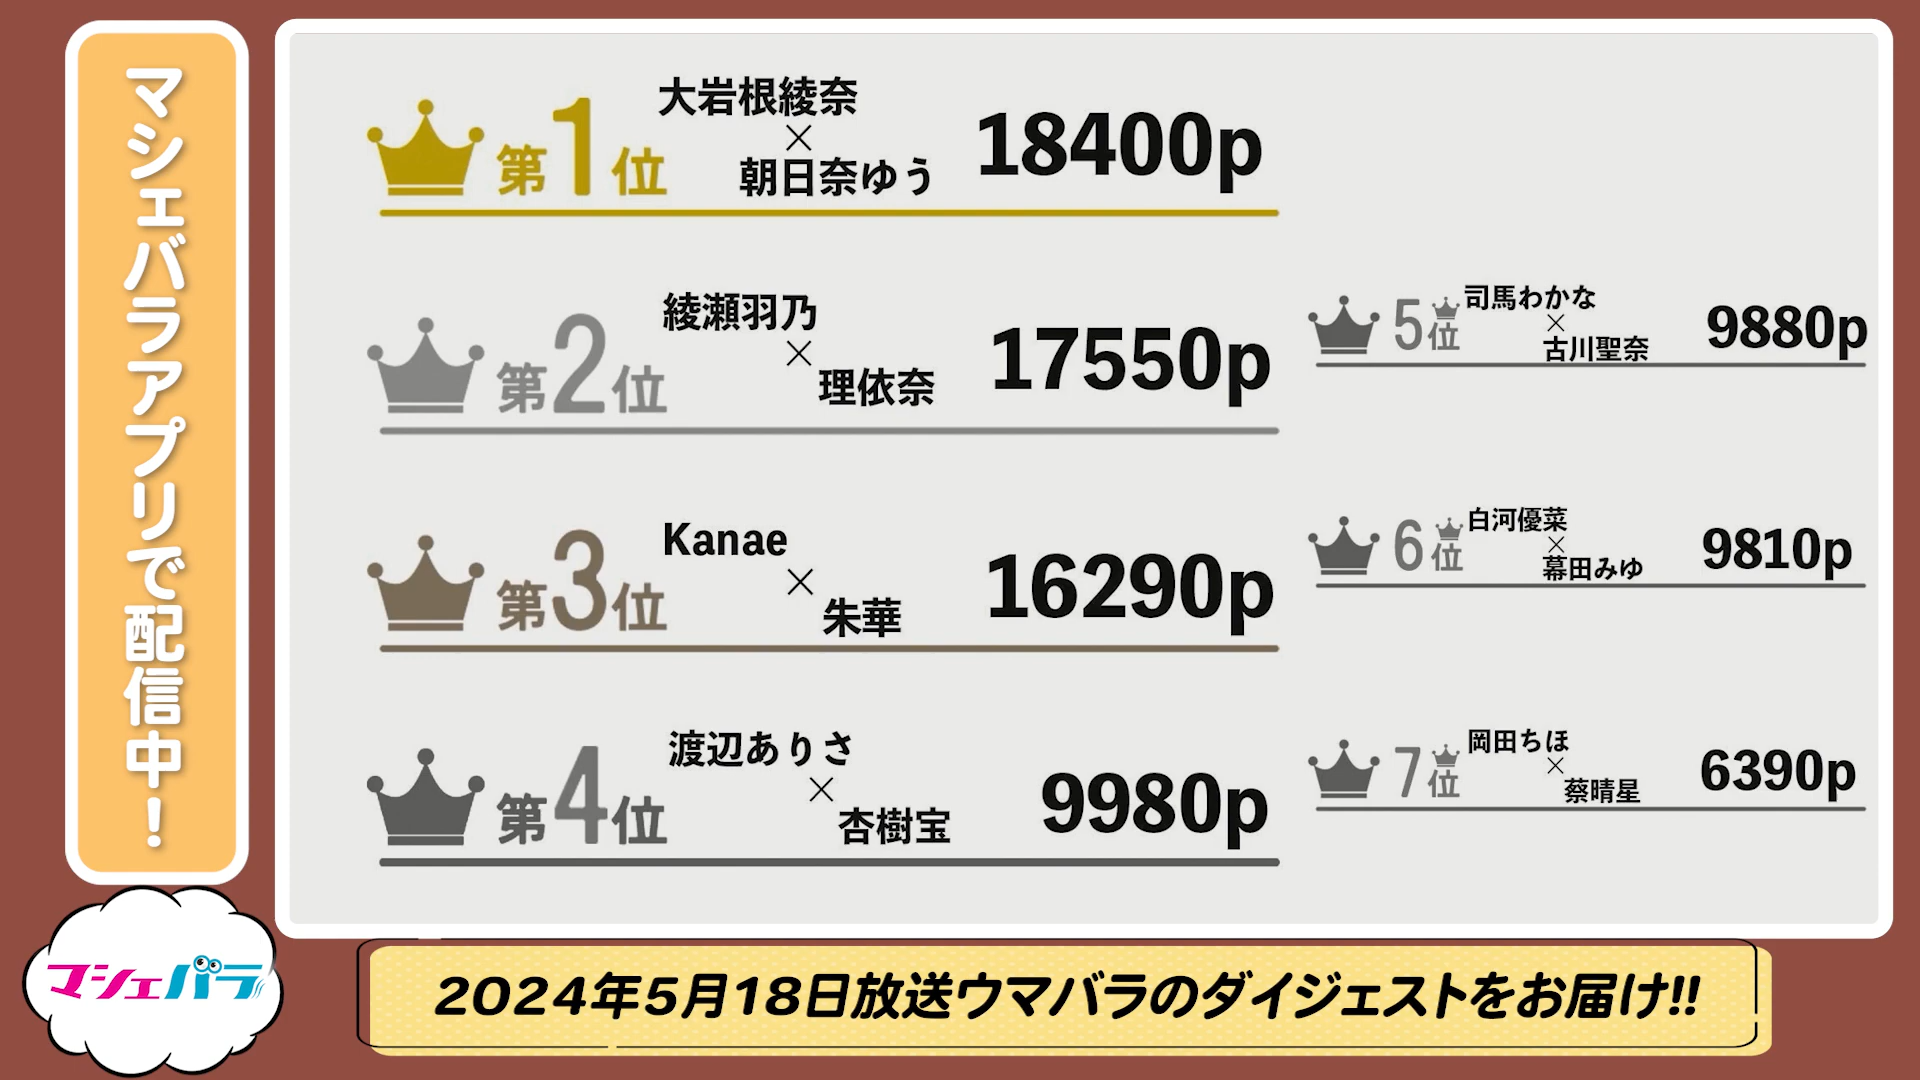 マシェバラアプリで配信中!
第1位
大岩根綾奈
×
朝日奈ゆう
18400p
第2位
綾瀬羽乃
×
理依奈
17550p
第3位
Kanae
×
朱華
16290p
第4位
渡辺ありさ
×
杏樹宝
9980p
5位
司馬わかな
×
古川聖奈
9880p
6位
白河優菜
×
幕田みゆ
9810p
7位
岡田ちほ
×
蔡晴星
6390p
マシェバラ
2024年5月18日放送ウマバラのダイジェストをお届け!!